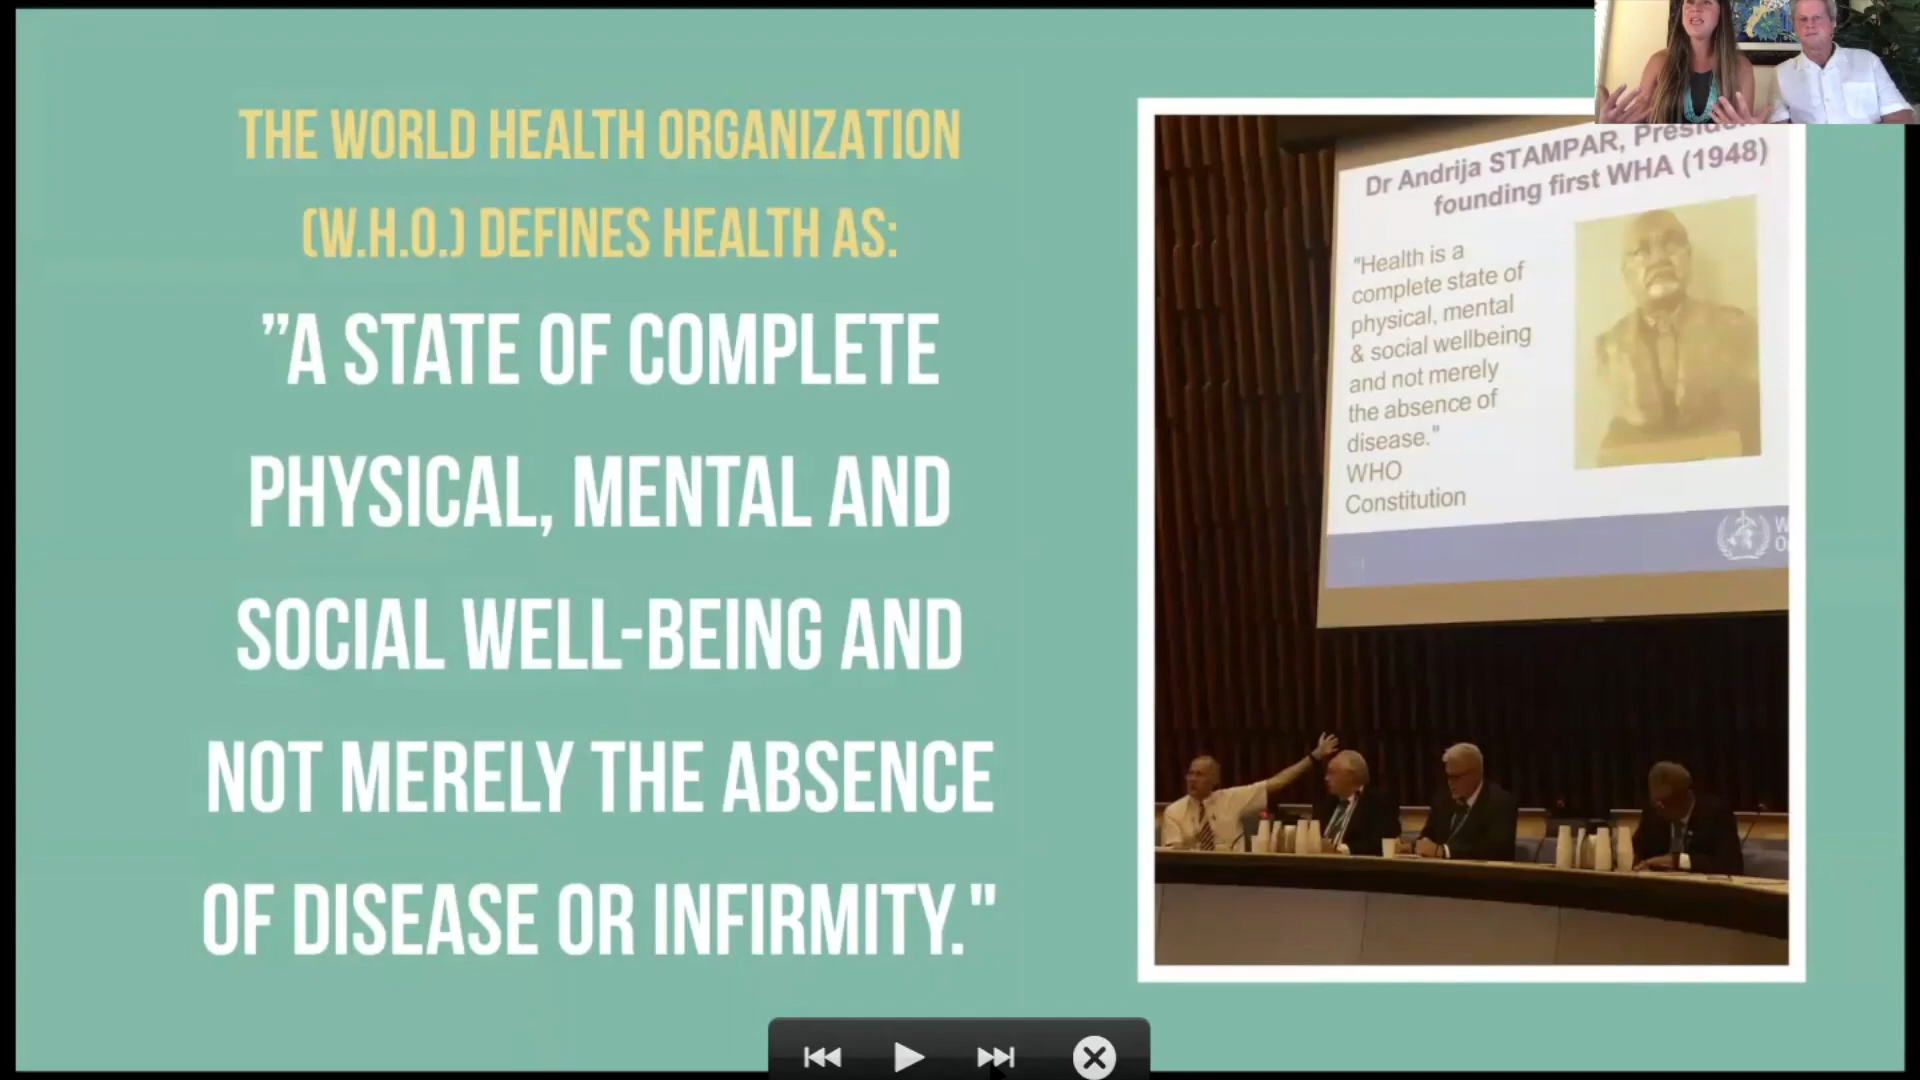 THE WORLD HEALTH ORGANIZATION
(W.H.O.) DEFINES HEALTH AS:
"A STATE OF COMPLETE
PHYSICAL, MENTAL AND
SOCIAL WELL-BEING AND
NOT MERELY THE ABSENCE
OF DISEASE OR INFIRMITY."
Dr Andrija STAMPAR,
founding first WHA (1948)
"Health is a
complete state of
physical, mental
& social wellbeing
and not merely
the absence of
disease."
WHO
Constitution